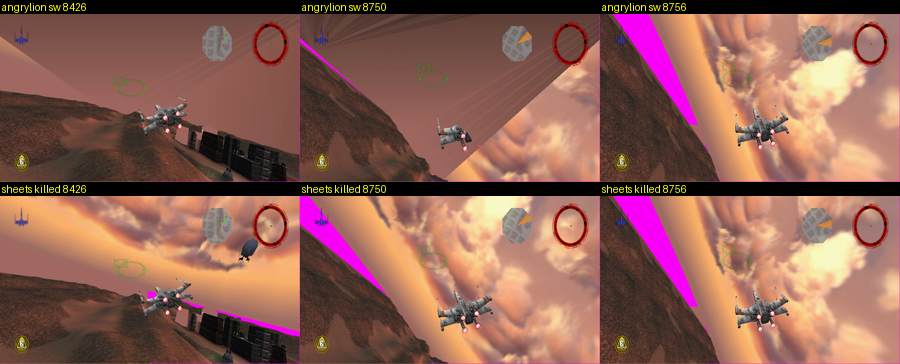 angrylion sw 8426
angrylion sw 8750
angrylion sw 8756
sheets killed 8426
sheets killed 8750
sheets killed 8756